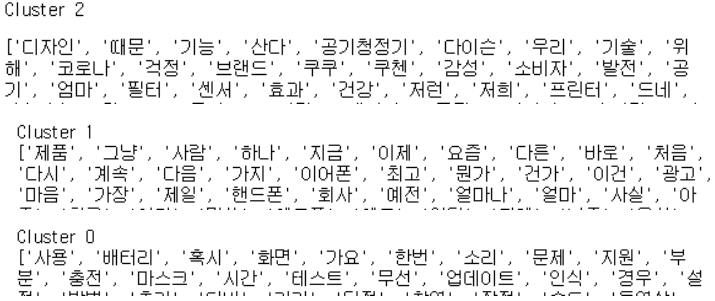 Cluster 2
['디자인', '때문', '기능', '산다', '공기청정기', '다이슨', '우리', '기술', '위
해', '코로나', '걱정', '브랜드', '쿠쿠', '쿠첸', '감성', '소비자', '발전', '공
기', '엄마', '필터', '센서', '효과', '건강', '저런', '저희', '프린터', '드네',
Cluster 1
['제품', '그냥', '사람', '하나', '지금', '이제', '요즘', '다른', '바로', '처음',
'다시', '계속', '다음', '가지', '이어폰', '최고', '뭔가', '건가', '이건', '광고',
'마음', '가장', '제일', '핸드폰', '회사', '예전', '얼마나', '얼마', '사실', '아
Cluster 0
['사용', '배터리', '혹시', '화면', '가요', '한번', '소리', '문제', '지원', '부
분', '충전', '마스크', '시간', '테스트', '무선', '업데이트', '인식', '경우', '설